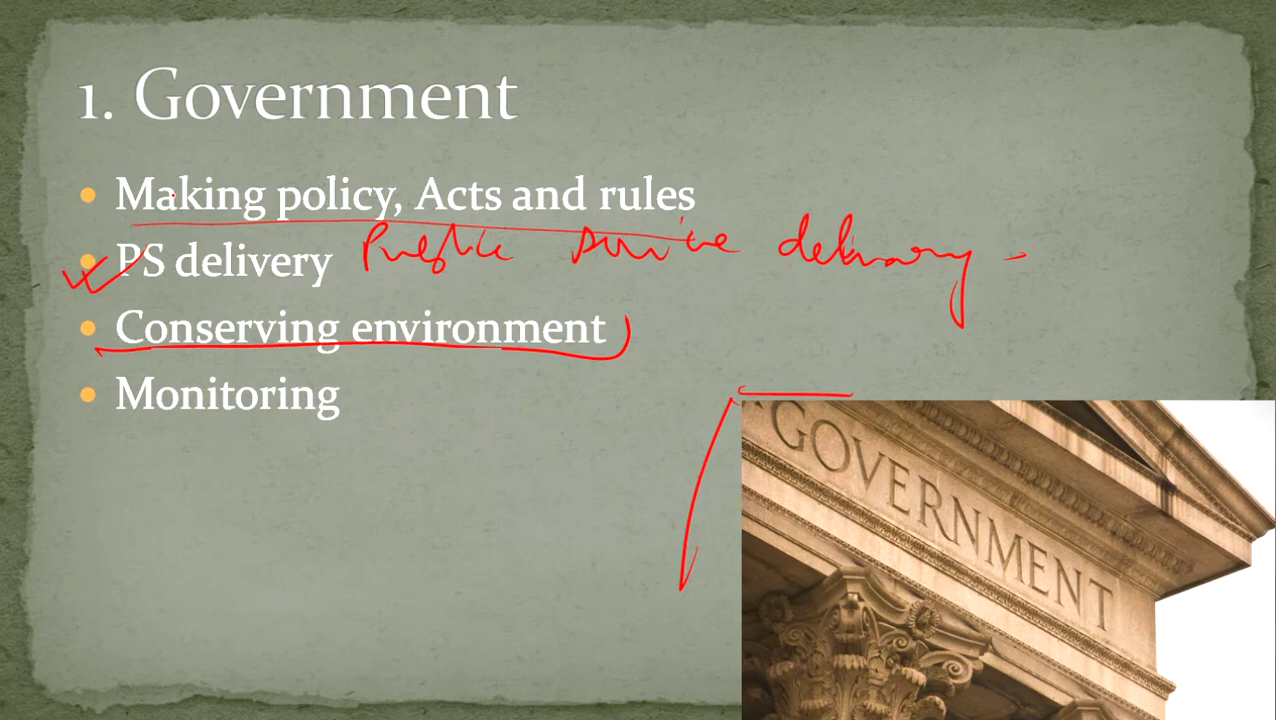 1. Government
Making policy, Acts and rules
PS delivery Public service delivery -
Conserving environment
Monitoring
GOVERNMENT